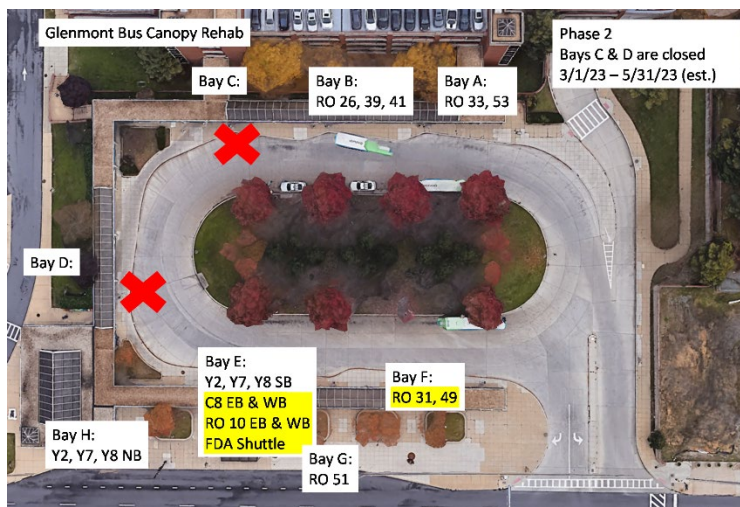 Glenmont Bus Canopy Rehab
Phase 2
Bays C & D are closed
3/1/23 – 5/31/23 (est.)
Bay C:
Bay B:
RO 26, 39, 41
Bay A:
RO 33, 53
Bay D:
Bay E:
Y2, Y7, Y8 SB
C8 EB & WB
RO 10 EB & WB
FDA Shuttle
Bay F:
RO 31, 49
Bay H:
Y2, Y7, Y8 NB
Bay G:
RO 51